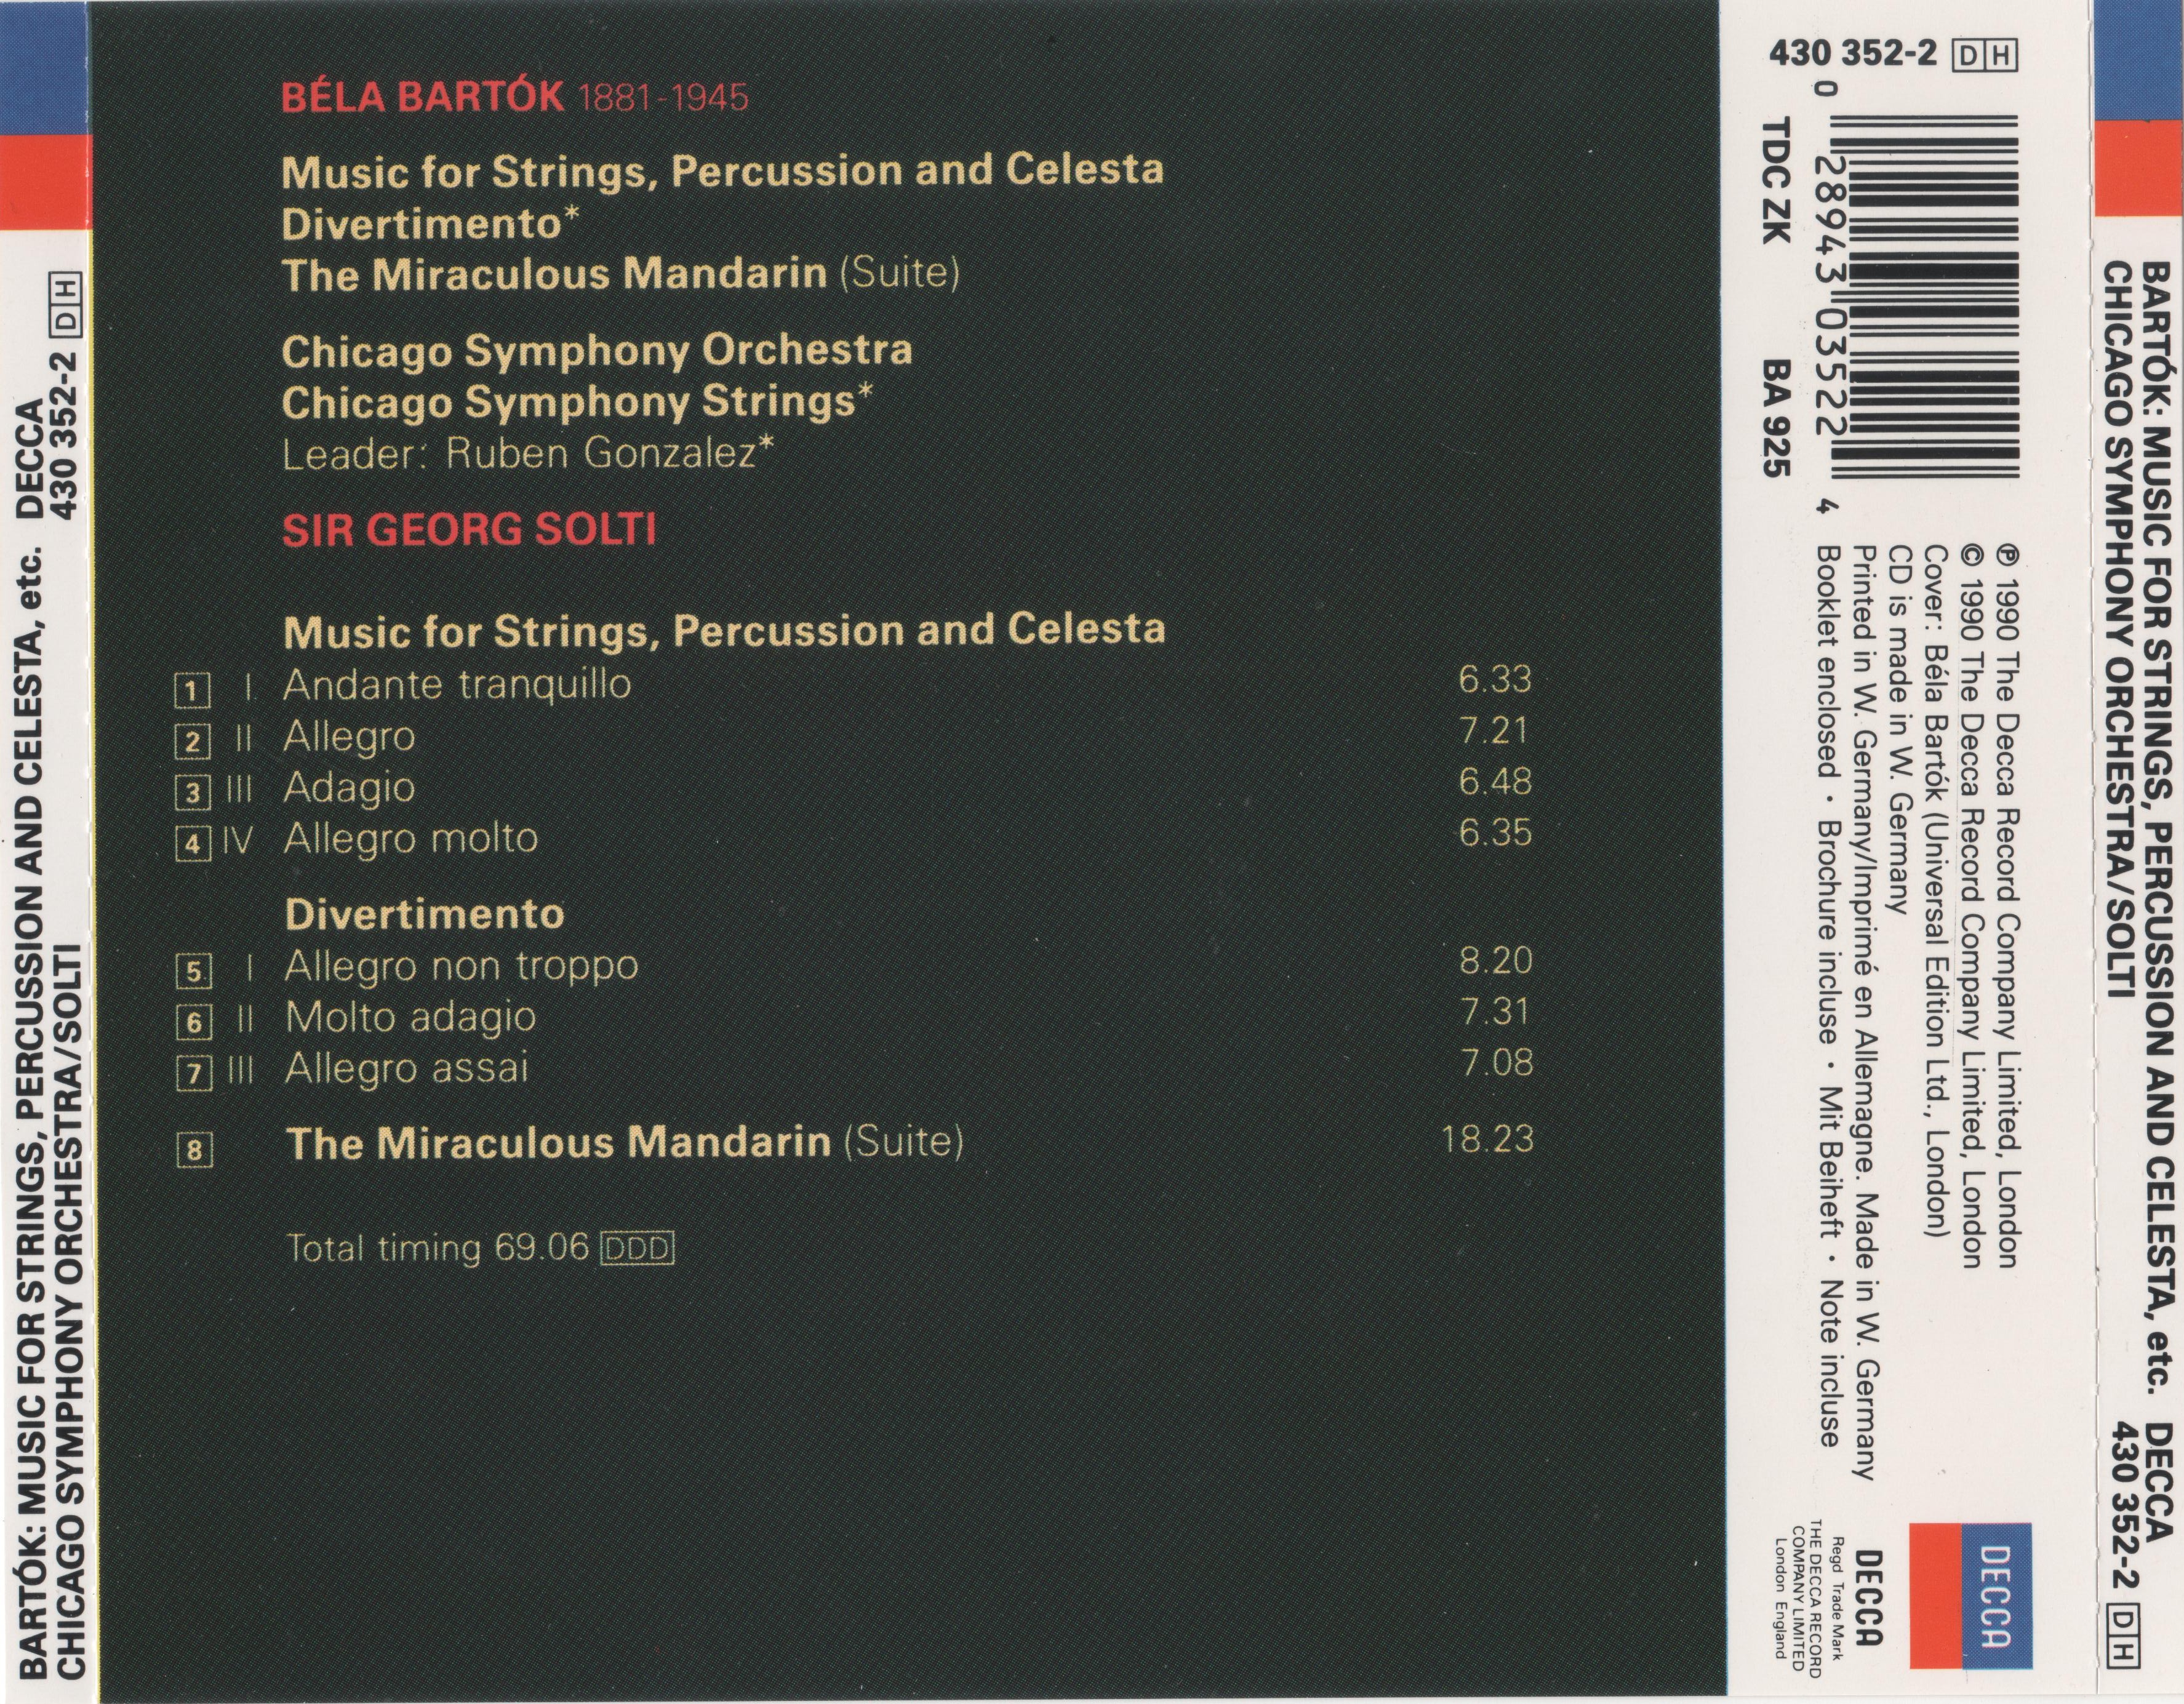 BÉLA BARTÓK 1881-1945
Music for Strings, Percussion and Celesta
Divertimento*
The Miraculous Mandarin (Suite)
Chicago Symphony Orchestra
Chicago Symphony Strings*
Leader: Ruben Gonzalez*
SIR GEORG SOLTI
Music for Strings, Percussion and Celesta
1 I. Andante tranquillo 6.33
2 II Allegro 7.21
3 III Adagio 6.48
4 IV Allegro molto 6.35
Divertimento
5 I Allegro non troppo 8.20
6 II Molto adagio 7.31
7 III Allegro assai 7.08
8 The Miraculous Mandarin (Suite) 18.23
Total timing 69.06 DDD
430 352-2 DH
0 28943 03522 4
TDC ZK BA 925
℗ 1990 The Decca Record Company Limited, London
© 1990 The Decca Record Company Limited, London
Cover: Béla Bartók (Universal Edition Ltd., London)
CD is made in W. Germany
Printed in W. Germany/Imprimé en Allemagne. Made in W. Germany
Booklet enclosed · Brochure incluse · Mit Beiheft · Note incluse
DECCA
DECCA
Regd Trade Mark
THE DECCA RECORD
COMPANY LIMITED
London England
BARTÓK: MUSIC FOR STRINGS, PERCUSSION AND CELESTA, etc. DECCA
CHICAGO SYMPHONY ORCHESTRA/SOLTI 430 352-2 DH
BARTÓK: MUSIC FOR STRINGS, PERCUSSION AND CELESTA, etc. DECCA
CHICAGO SYMPHONY ORCHESTRA/SOLTI 430 352-2 DH